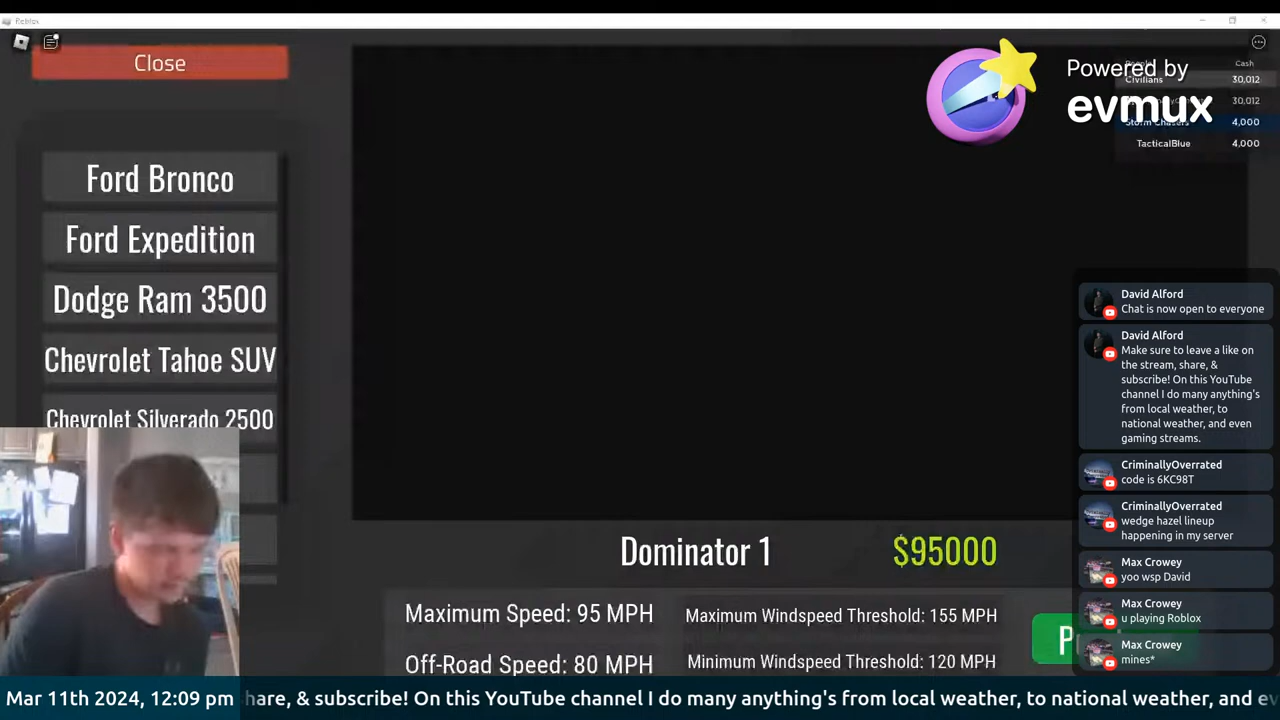 Roblox
Close
Ford Bronco
Ford Expedition
Dodge Ram 3500
Chevrolet Tahoe SUV
Chevrolet Silverado 2500
Powered by
evmux
Cash
Civilians 30,012
30,012
Storm Chasers 4,000
TacticalBlue 4,000
David Alford
Chat is now open to everyone
David Alford
Make sure to leave a like on
the stream, share, &
subscribe! On this YouTube
channel I do many anything's
from local weather, to
national weather, and even
gaming streams.
CriminallyOverrated
code is 6KC98T
CriminallyOverrated
wedge hazel lineup
happening in my server
Max Crowey
yoo wsp David
Max Crowey
u playing Roblox
Max Crowey
mines*
Dominator 1 $95000
Maximum Speed: 95 MPH
Maximum Windspeed Threshold: 155 MPH
Off-Road Speed: 80 MPH
Minimum Windspeed Threshold: 120 MPH
P
Mar 11th 2024, 12:09 pm hare, & subscribe! On this YouTube channel I do many anything's from local weather, to national weather, and ev